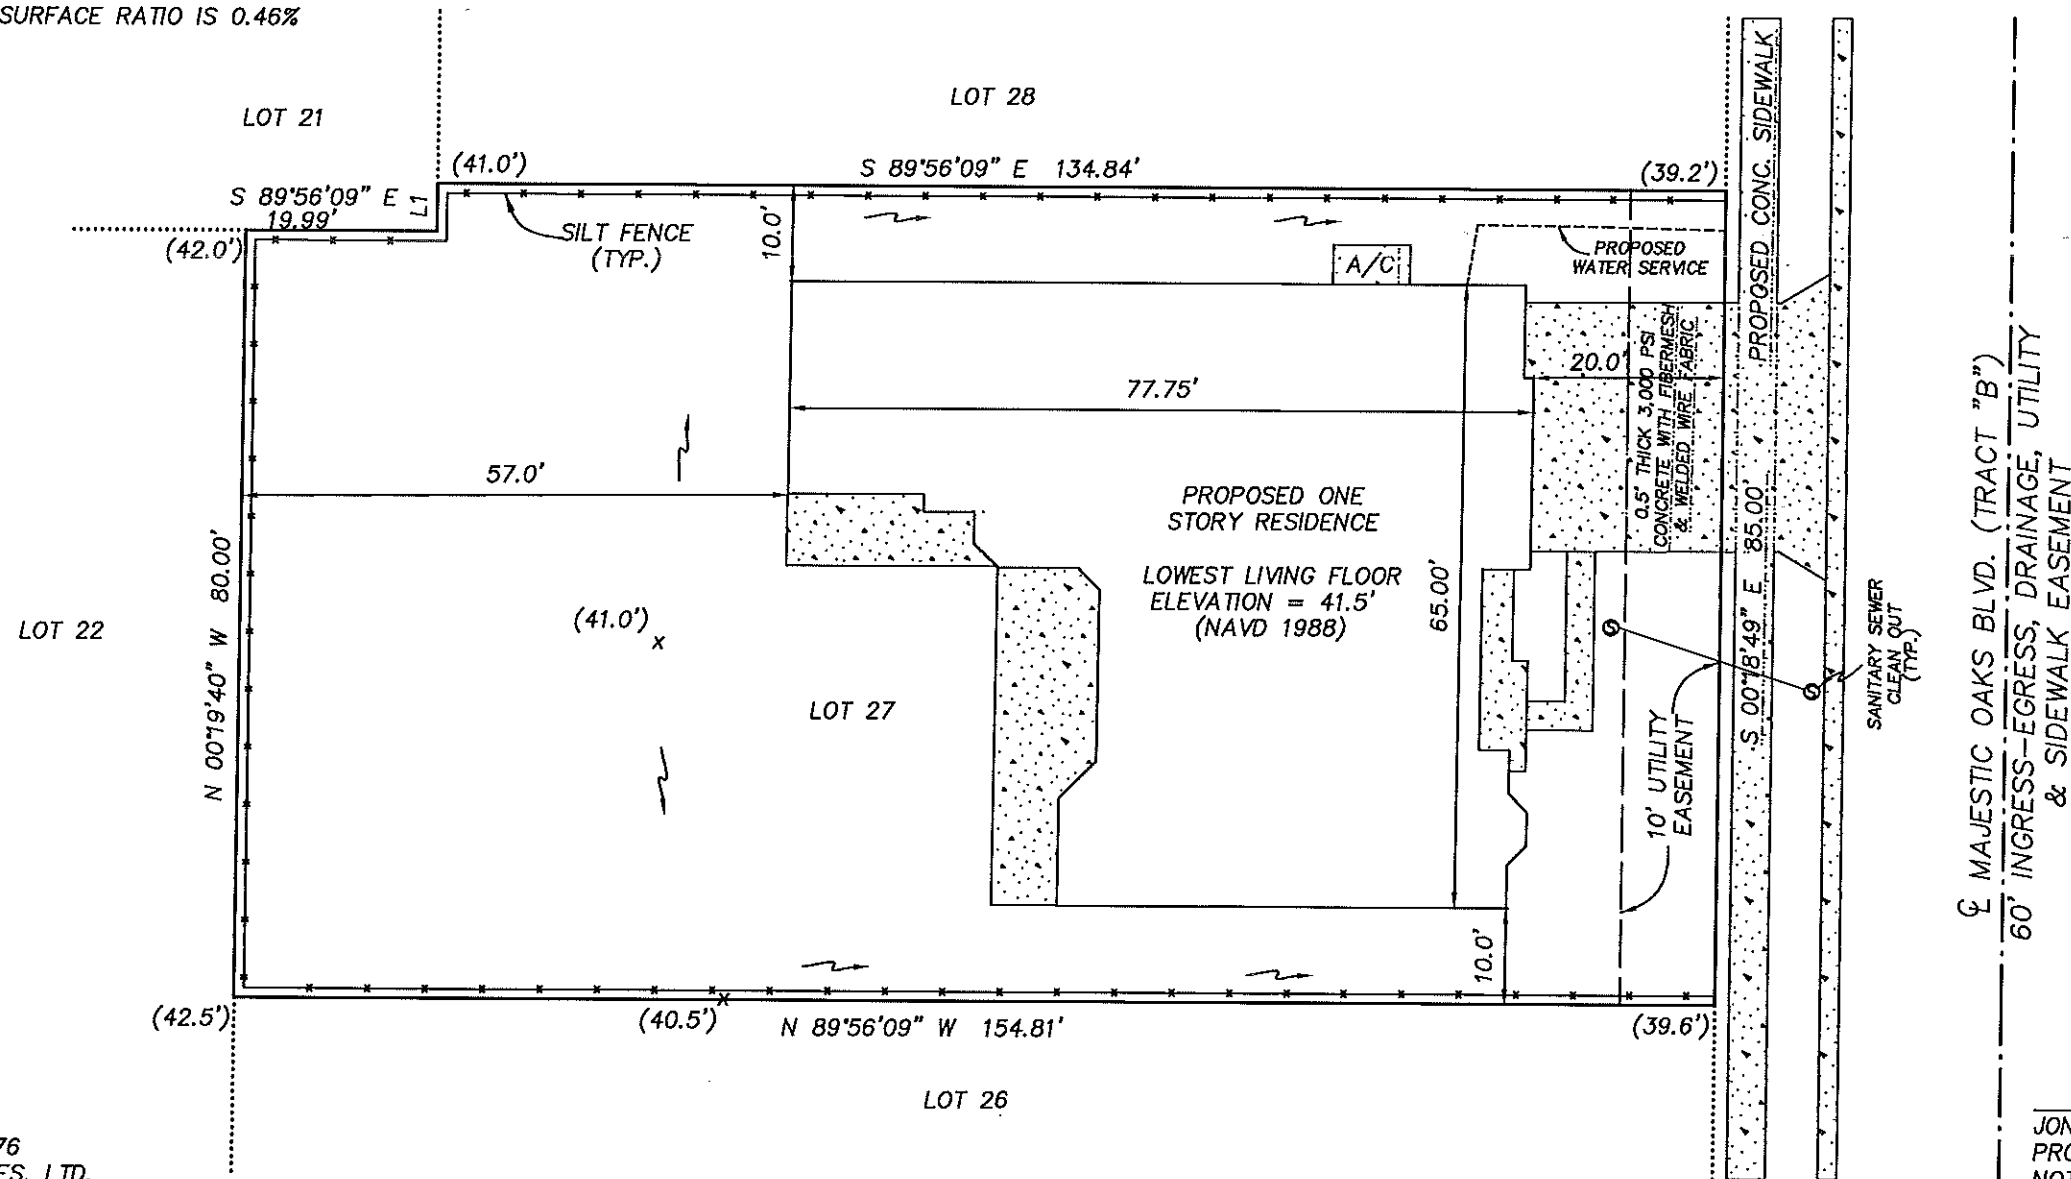 SURFACE RATIO IS 0.46%
LOT 21
LOT 28
(41.0')
S 89°56'09" E 134.84'
(39.2')
S 89°56'09" E
19.99'
L1
(42.0')
SILT FENCE
(TYP.)
10.0'
A/C
PROPOSED
WATER SERVICE
PROPOSED CONC. SIDEWALK
77.75'
20.0'
0.5' THICK 3,000 PSI
CONCRETE WITH FIBERMESH
& WELDED WIRE FABRIC
57.0'
PROPOSED ONE
STORY RESIDENCE
LOWEST LIVING FLOOR
ELEVATION = 41.5'
(NAVD 1988)
65.00'
N 00°19'40" W 80.00'
LOT 22
(41.0')
x
LOT 27
S 00°18'49" E 85.00'
10' UTILITY
EASEMENT
SANITARY SEWER
CLEAN OUT
(TYP.)
℄ MAJESTIC OAKS BLVD. (TRACT "B")
60' INGRESS-EGRESS, DRAINAGE, UTILITY
& SIDEWALK EASEMENT
10.0'
(42.5')
(40.5')
N 89°56'09" W 154.81'
(39.6')
LOT 26
76
ES, LTD.
JON
PRO
NOT